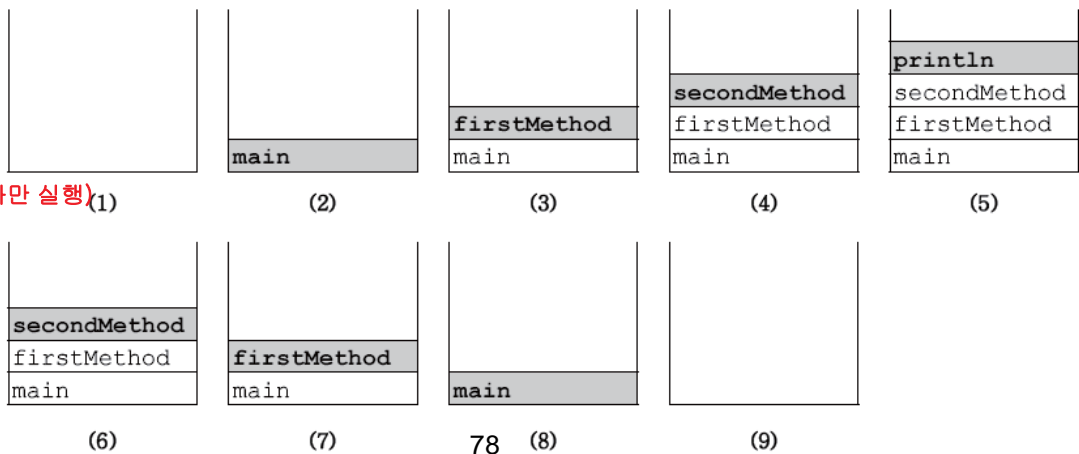 println
secondMethod secondMethod
firstMethod firstMethod firstMethod
main main main main
만 실행)
(1) (2) (3) (4) (5)
secondMethod
firstMethod firstMethod
main main main
(6) (7) 78 (8) (9)